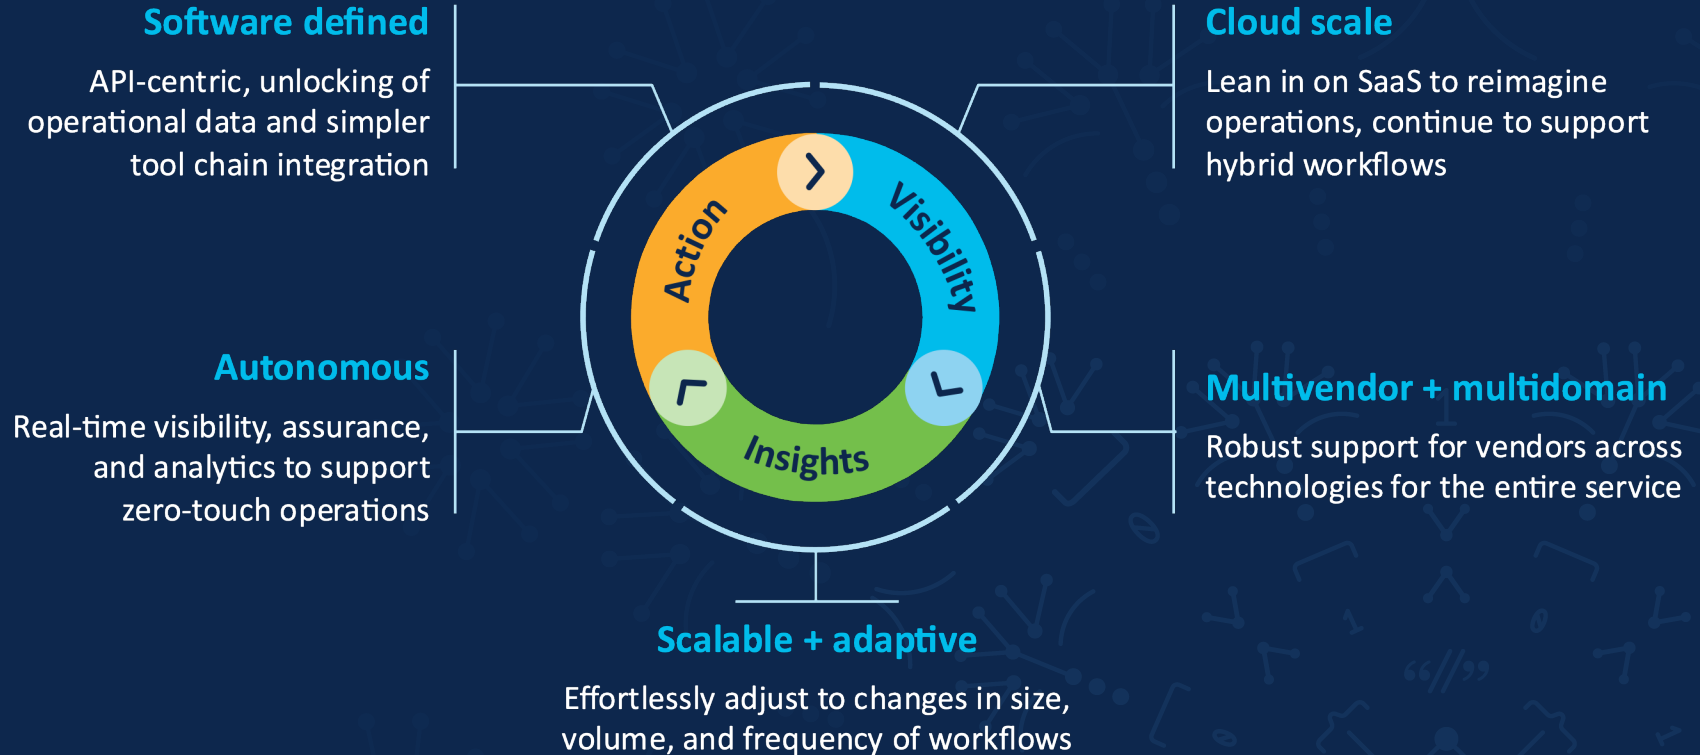 Software defined
API-centric, unlocking of
operational data and simpler
tool chain integration
Cloud scale
Lean in on SaaS to reimagine
operations, continue to support
hybrid workflows
Action
Visibility
Insights
Autonomous
Real-time visibility, assurance,
and analytics to support
zero-touch operations
Multivendor + multidomain
Robust support for vendors across
technologies for the entire service
Scalable + adaptive
Effortlessly adjust to changes in size,
volume, and frequency of workflows